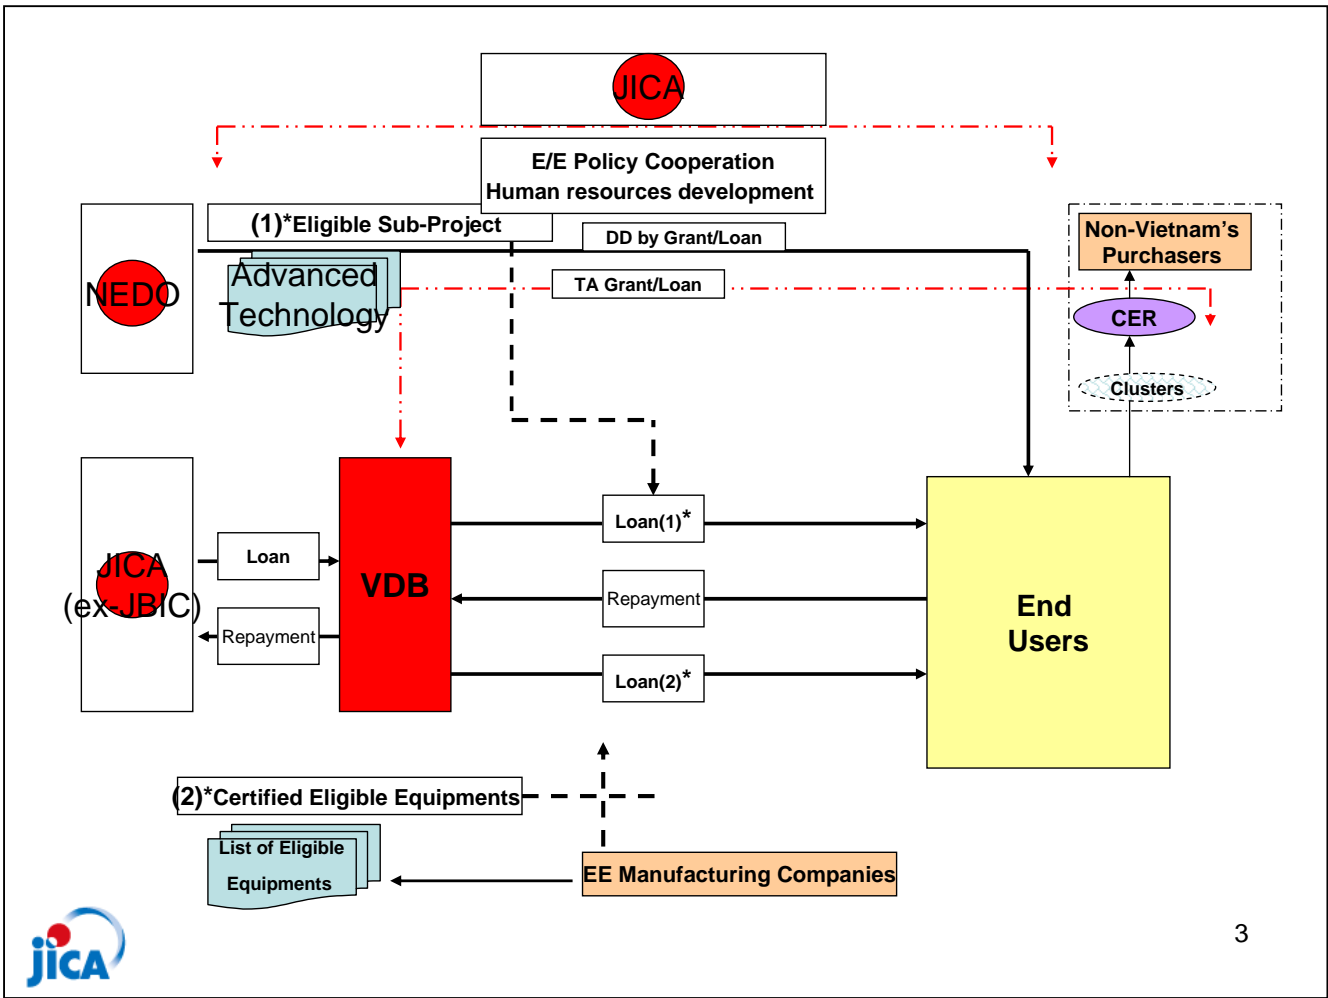 JICA
E/E Policy Cooperation
Human resources development
(1)*Eligible Sub-Project
DD by Grant/Loan
Non-Vietnam's
Purchasers
NEDO
Advanced
Technology
TA Grant/Loan
CER
Clusters
JICA
(ex-JBIC)
Loan
Repayment
VDB
Loan(1)*
Repayment
Loan(2)*
End
Users
(2)*Certified Eligible Equipments
List of Eligible
Equipments
EE Manufacturing Companies
jICA
3